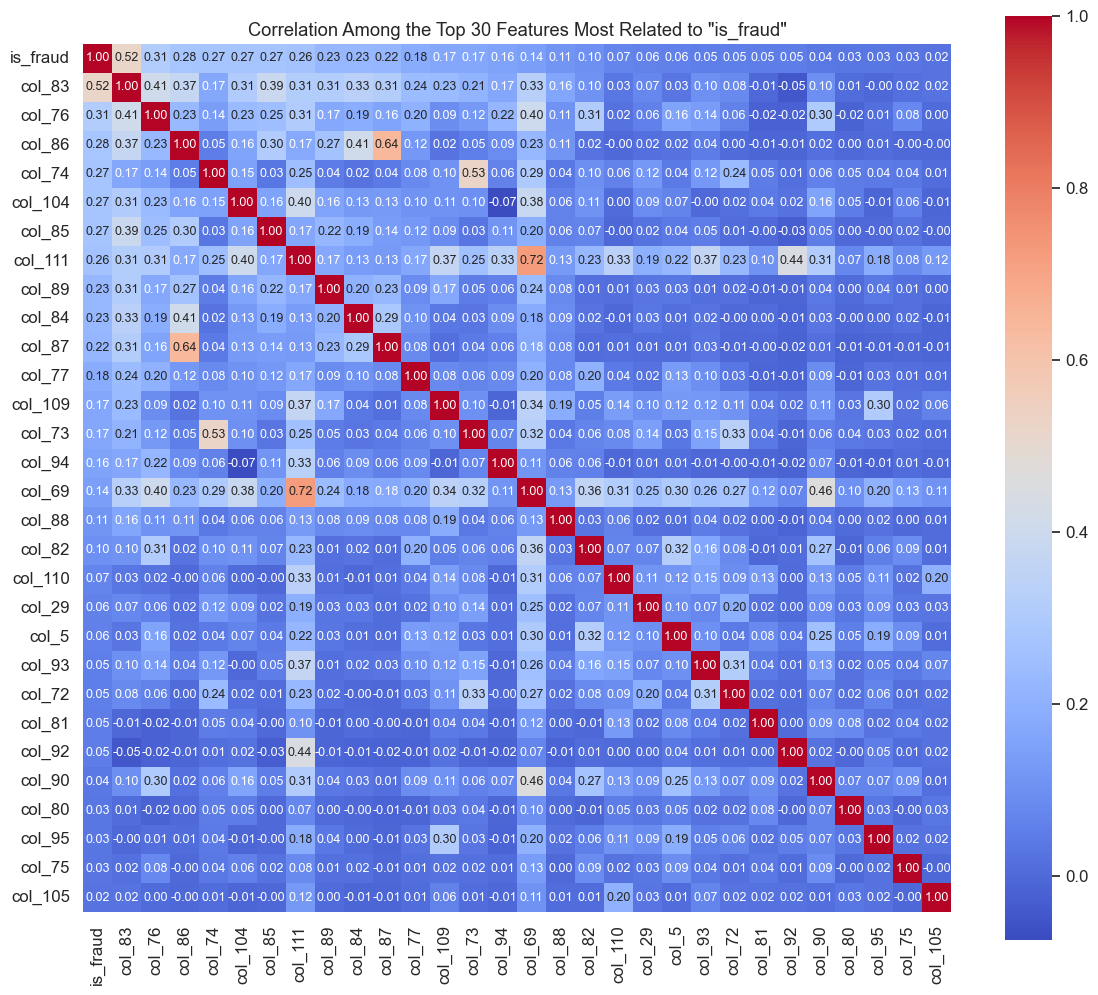 Correlation Among the Top 30 Features Most Related to "is_fraud"
is_fraud 1.00 0.52 0.31 0.28 0.27 0.27 0.27 0.26 0.23 0.23 0.22 0.18 0.17 0.17 0.16 0.14 0.11 0.10 0.07 0.06 0.06 0.05 0.05 0.05 0.05 0.04 0.03 0.03 0.03 0.02
col_83 0.52 1.00 0.41 0.37 0.17 0.31 0.39 0.31 0.31 0.33 0.31 0.24 0.23 0.21 0.17 0.33 0.16 0.10 0.03 0.07 0.03 0.10 0.08 -0.01 -0.05 0.10 0.01 -0.00 0.02 0.02
col_76 0.31 0.41 1.00 0.23 0.14 0.23 0.25 0.31 0.17 0.19 0.16 0.20 0.09 0.12 0.22 0.40 0.11 0.31 0.02 0.06 0.16 0.14 0.06 -0.02 -0.02 0.30 -0.02 0.01 0.08 0.00
col_86 0.28 0.37 0.23 1.00 0.05 0.16 0.30 0.17 0.27 0.41 0.64 0.12 0.02 0.05 0.09 0.23 0.11 0.02 -0.00 0.02 0.02 0.04 0.00 -0.01 -0.01 0.02 0.00 0.01 -0.00 -0.00
col_74 0.27 0.17 0.14 0.05 1.00 0.15 0.03 0.25 0.04 0.02 0.04 0.08 0.10 0.53 0.06 0.29 0.04 0.10 0.06 0.12 0.04 0.12 0.24 0.05 0.01 0.06 0.05 0.04 0.04 0.01
col_104 0.27 0.31 0.23 0.16 0.15 1.00 0.16 0.40 0.16 0.13 0.13 0.10 0.11 0.10 -0.07 0.38 0.06 0.11 0.00 0.09 0.07 -0.00 0.02 0.04 0.02 0.16 0.05 -0.01 0.06 -0.01
col_85 0.27 0.39 0.25 0.30 0.03 0.16 1.00 0.17 0.22 0.19 0.14 0.12 0.09 0.03 0.11 0.20 0.06 0.07 -0.00 0.02 0.04 0.05 0.01 -0.00 -0.03 0.05 0.00 -0.00 0.02 -0.00
col_111 0.26 0.31 0.31 0.17 0.25 0.40 0.17 1.00 0.17 0.13 0.13 0.17 0.37 0.25 0.33 0.72 0.13 0.23 0.33 0.19 0.22 0.37 0.23 0.10 0.44 0.31 0.07 0.18 0.08 0.12
col_89 0.23 0.31 0.17 0.27 0.04 0.16 0.22 0.17 1.00 0.20 0.23 0.09 0.17 0.05 0.06 0.24 0.08 0.01 0.01 0.03 0.03 0.01 0.02 -0.01 -0.01 0.04 0.00 0.04 0.01 0.00
col_84 0.23 0.33 0.19 0.41 0.02 0.13 0.19 0.13 0.20 1.00 0.29 0.10 0.04 0.03 0.09 0.18 0.09 0.02 -0.01 0.03 0.01 0.02 -0.00 0.00 -0.01 0.03 -0.00 0.00 0.02 -0.01
col_87 0.22 0.31 0.16 0.64 0.04 0.13 0.14 0.13 0.23 0.29 1.00 0.08 0.01 0.04 0.06 0.18 0.08 0.01 0.01 0.01 0.01 0.03 -0.01 -0.00 -0.02 0.01 -0.01 -0.01 -0.01 -0.01
col_77 0.18 0.24 0.20 0.12 0.08 0.10 0.12 0.17 0.09 0.10 0.08 1.00 0.08 0.06 0.09 0.20 0.08 0.20 0.04 0.02 0.13 0.10 0.03 -0.01 -0.01 0.09 -0.01 0.03 0.01 0.01
col_109 0.17 0.23 0.09 0.02 0.10 0.11 0.09 0.37 0.17 0.04 0.01 0.08 1.00 0.10 -0.01 0.34 0.19 0.05 0.14 0.10 0.12 0.12 0.11 0.04 0.02 0.11 0.03 0.30 0.02 0.06
col_73 0.17 0.21 0.12 0.05 0.53 0.10 0.03 0.25 0.05 0.03 0.04 0.06 0.10 1.00 0.07 0.32 0.04 0.06 0.08 0.14 0.03 0.15 0.33 0.04 -0.01 0.06 0.04 0.03 0.02 0.01
col_94 0.16 0.17 0.22 0.09 0.06 -0.07 0.11 0.33 0.06 0.09 0.06 0.09 -0.01 0.07 1.00 0.11 0.06 0.06 -0.01 0.01 0.01 -0.01 -0.00 -0.01 -0.02 0.07 -0.01 -0.01 0.01 -0.01
col_69 0.14 0.33 0.40 0.23 0.29 0.38 0.20 0.72 0.24 0.18 0.18 0.20 0.34 0.32 0.11 1.00 0.13 0.36 0.31 0.25 0.30 0.26 0.27 0.12 0.07 0.46 0.10 0.20 0.13 0.11
col_88 0.11 0.16 0.11 0.11 0.04 0.06 0.06 0.13 0.08 0.09 0.08 0.08 0.19 0.04 0.06 0.13 1.00 0.03 0.06 0.02 0.01 0.04 0.02 0.00 -0.01 0.04 0.00 0.02 0.00 0.01
col_82 0.10 0.10 0.31 0.02 0.10 0.11 0.07 0.23 0.01 0.02 0.01 0.20 0.05 0.06 0.06 0.36 0.03 1.00 0.07 0.07 0.32 0.16 0.08 -0.01 0.01 0.27 -0.01 0.06 0.09 0.01
col_110 0.07 0.03 0.02 -0.00 0.06 0.00 -0.00 0.33 0.01 -0.01 0.01 0.04 0.14 0.08 -0.01 0.31 0.06 0.07 1.00 0.11 0.12 0.15 0.09 0.13 0.00 0.13 0.05 0.11 0.02 0.20
col_29 0.06 0.07 0.06 0.02 0.12 0.09 0.02 0.19 0.03 0.03 0.01 0.02 0.10 0.14 0.01 0.25 0.02 0.07 0.11 1.00 0.10 0.07 0.20 0.02 0.00 0.09 0.03 0.09 0.03 0.03
col_5 0.06 0.03 0.16 0.02 0.04 0.07 0.04 0.22 0.03 0.01 0.01 0.13 0.12 0.03 0.01 0.30 0.01 0.32 0.12 0.10 1.00 0.10 0.04 0.08 0.04 0.25 0.05 0.19 0.09 0.01
col_93 0.05 0.10 0.14 0.04 0.12 -0.00 0.05 0.37 0.01 0.02 0.03 0.10 0.12 0.15 -0.01 0.26 0.04 0.16 0.15 0.07 0.10 1.00 0.31 0.04 0.01 0.13 0.02 0.05 0.04 0.07
col_72 0.05 0.08 0.06 0.00 0.24 0.02 0.01 0.23 0.02 -0.00 -0.01 0.03 0.11 0.33 -0.00 0.27 0.02 0.08 0.09 0.20 0.04 0.31 1.00 0.02 0.01 0.07 0.02 0.06 0.01 0.02
col_81 0.05 -0.01 -0.02 -0.01 0.05 0.04 -0.00 0.10 -0.01 0.00 -0.00 -0.01 0.04 0.04 -0.01 0.12 0.00 -0.01 0.13 0.02 0.08 0.04 0.02 1.00 0.00 0.09 0.08 0.02 0.04 0.02
col_92 0.05 -0.05 -0.02 -0.01 0.01 0.02 -0.03 0.44 -0.01 -0.01 -0.02 -0.01 0.02 -0.01 -0.02 0.07 -0.01 0.01 0.00 0.00 0.04 0.01 0.01 0.00 1.00 0.02 -0.00 0.05 0.01 0.02
col_90 0.04 0.10 0.30 0.02 0.06 0.16 0.05 0.31 0.04 0.03 0.01 0.09 0.11 0.06 0.07 0.46 0.04 0.27 0.13 0.09 0.25 0.13 0.07 0.09 0.02 1.00 0.07 0.07 0.09 0.01
col_80 0.03 0.01 -0.02 0.00 0.05 0.05 0.00 0.07 0.00 -0.00 -0.01 -0.01 0.03 0.04 -0.01 0.10 0.00 -0.01 0.05 0.03 0.05 0.02 0.02 0.08 -0.00 0.07 1.00 0.03 -0.00 0.03
col_95 0.03 -0.00 0.01 0.01 0.04 -0.01 -0.00 0.18 0.04 0.00 -0.01 0.03 0.30 0.03 -0.01 0.20 0.02 0.06 0.11 0.09 0.19 0.05 0.06 0.02 0.05 0.07 0.03 1.00 0.02 0.02
col_75 0.03 0.02 0.08 -0.00 0.04 0.06 0.02 0.08 0.01 0.02 -0.01 0.01 0.02 0.02 0.01 0.13 0.00 0.09 0.02 0.03 0.09 0.04 0.01 0.04 0.01 0.09 -0.00 0.02 1.00 -0.00
col_105 0.02 0.02 0.00 -0.00 0.01 -0.01 -0.00 0.12 0.00 -0.01 -0.01 0.01 0.06 0.01 -0.01 0.11 0.01 0.01 0.20 0.03 0.01 0.07 0.02 0.02 0.02 0.01 0.03 0.02 -0.00 1.00
is_fraud col_83 col_76 col_86 col_74 col_104 col_85 col_111 col_89 col_84 col_87 col_77 col_109 col_73 col_94 col_69 col_88 col_82 col_110 col_29 col_5 col_93 col_72 col_81 col_92 col_90 col_80 col_95 col_75 col_105
1.0
0.8
0.6
0.4
0.2
0.0